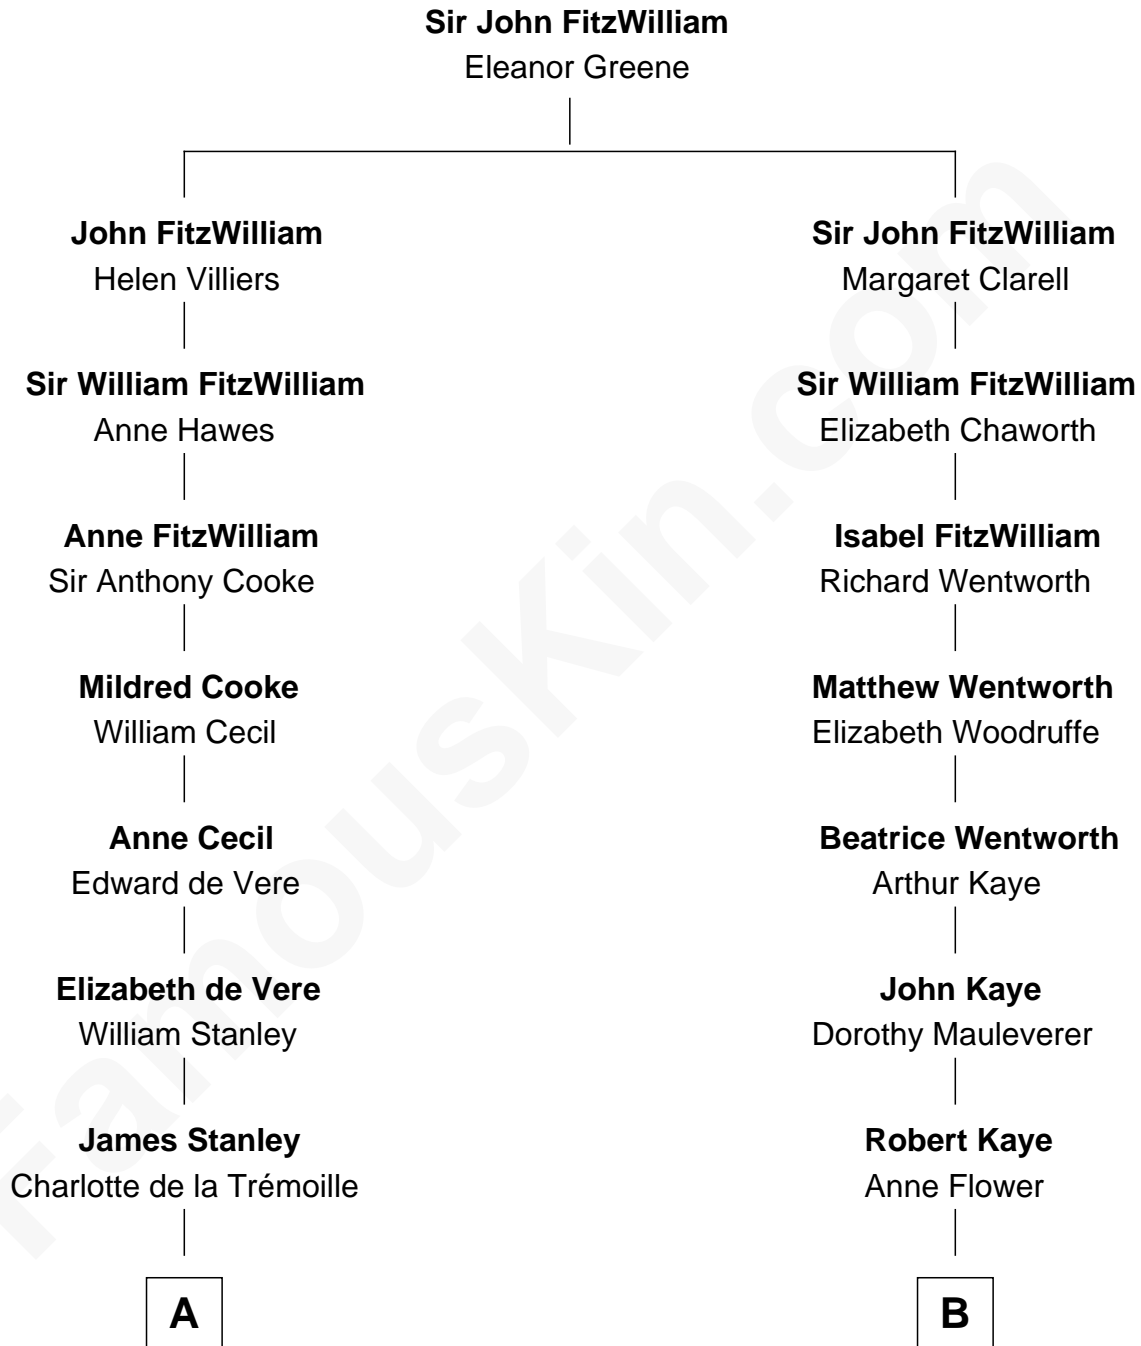 Sir John FitzWilliam
Eleanor Greene
John FitzWilliam
Helen Villiers
Sir William FitzWilliam
Anne Hawes
Anne FitzWilliam
Sir Anthony Cooke
Mildred Cooke
William Cecil
Anne Cecil
Edward de Vere
Elizabeth de Vere
William Stanley
James Stanley
Charlotte de la Trémoille
A
Sir John FitzWilliam
Margaret Clarell
Sir William FitzWilliam
Elizabeth Chaworth
Isabel FitzWilliam
Richard Wentworth
Matthew Wentworth
Elizabeth Woodruffe
Beatrice Wentworth
Arthur Kaye
John Kaye
Dorothy Mauleverer
Robert Kaye
Anne Flower
B
FamousKin.com